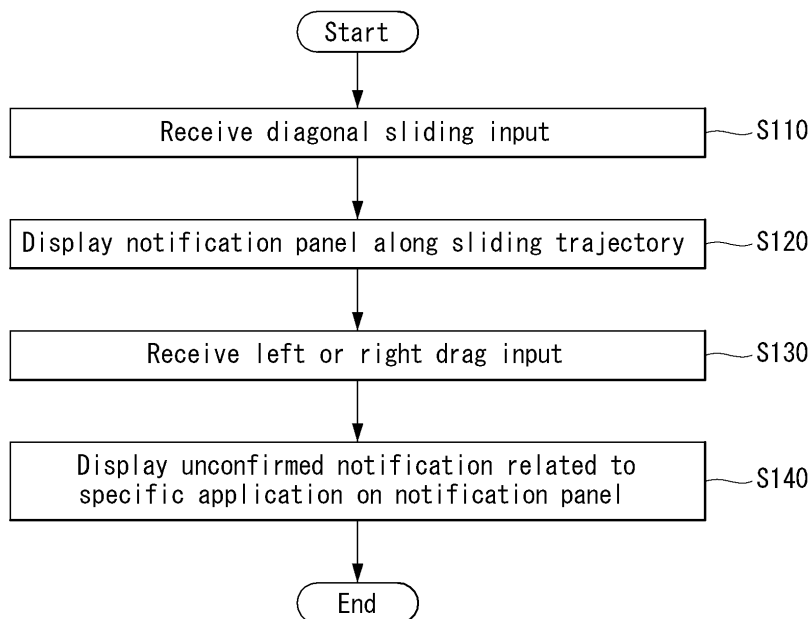 Start
Receive diagonal sliding input
S110
Display notification panel along sliding trajectory
S120
Receive left or right drag input
S130
Display unconfirmed notification related to
specific application on notification panel
S140
End